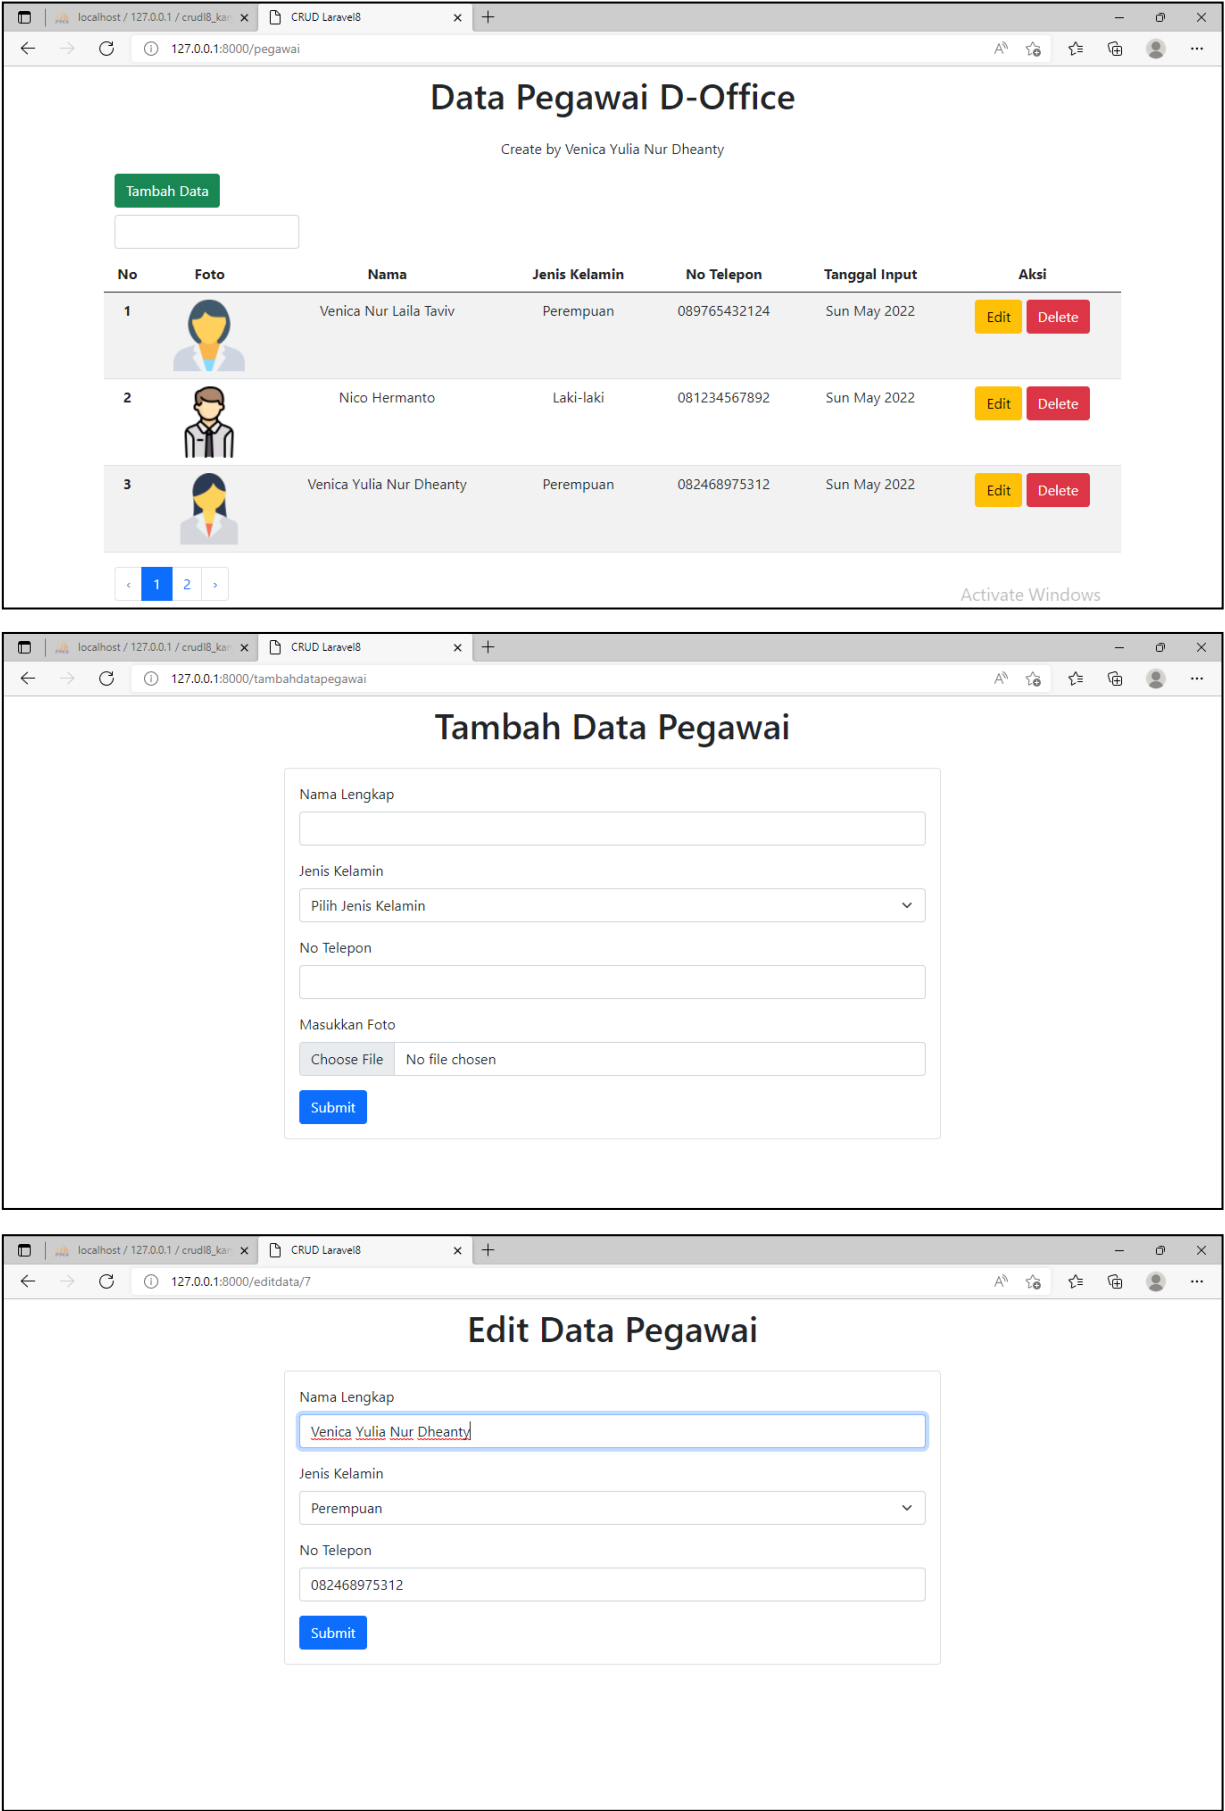 localhost / 127.0.0.1 / crudl8_kar
CRUD Laravel8
127.0.0.1:8000/pegawai
Data Pegawai D-Office
Create by Venica Yulia Nur Dheanty
Tambah Data
No Foto Nama Jenis Kelamin No Telepon Tanggal Input Aksi
1 Venica Nur Laila Taviv Perempuan 089765432124 Sun May 2022 Edit Delete
2 Nico Hermanto Laki-laki 081234567892 Sun May 2022 Edit Delete
3 Venica Yulia Nur Dheanty Perempuan 082468975312 Sun May 2022 Edit Delete
‹ 1 2 ›
Activate Windows
localhost / 127.0.0.1 / crudl8_kar
CRUD Laravel8
127.0.0.1:8000/tambahdatapegawai
Tambah Data Pegawai
Nama Lengkap
Jenis Kelamin
Pilih Jenis Kelamin
No Telepon
Masukkan Foto
Choose File No file chosen
Submit
localhost / 127.0.0.1 / crudl8_kar
CRUD Laravel8
127.0.0.1:8000/editdata/7
Edit Data Pegawai
Nama Lengkap
Venica Yulia Nur Dheanty
Jenis Kelamin
Perempuan
No Telepon
082468975312
Submit